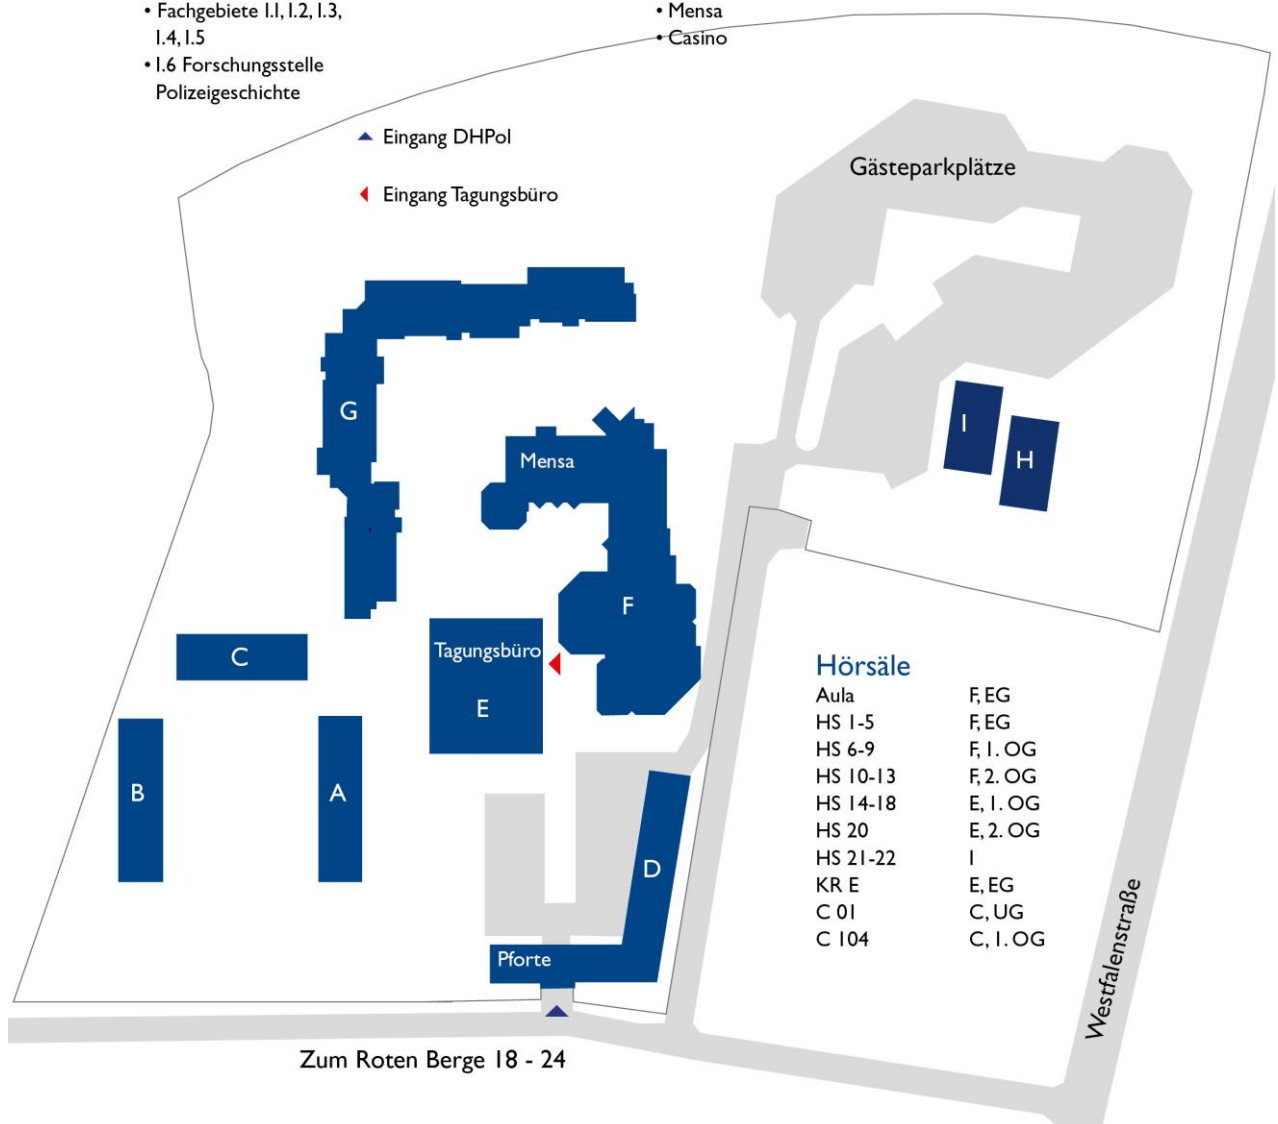 • Fachgebiete I.1, I.2, I.3,
I.4, I.5
• I.6 Forschungsstelle
Polizeigeschichte
• Mensa
• Casino
Eingang DHPol
Eingang Tagungsbüro
Gästeparkplätze
G
Mensa
I
H
F
C
Tagungsbüro
E
B
A
D
Pforte
Hörsäle
Aula F, EG
HS 1-5 F, EG
HS 6-9 F, 1. OG
HS 10-13 F, 2. OG
HS 14-18 E, 1. OG
HS 20 E, 2. OG
HS 21-22 I
KR E E, EG
C 01 C, UG
C 104 C, 1. OG
Westfalenstraße
Zum Roten Berge 18 - 24